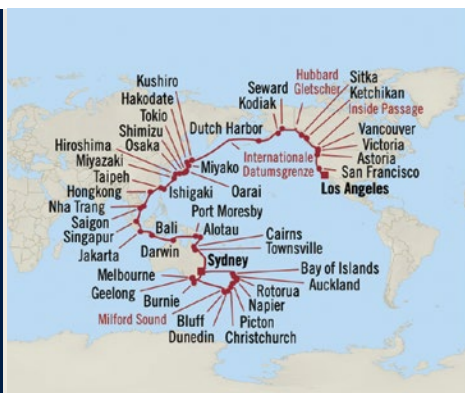 Kushiro
Hakodate
Tokio
Shimizu
Osaka
Hiroshima
Miyazaki
Taipeh
Hongkong
Nha Trang
Saigon
Singapur
Jakarta
Miyako
Oarai
Ishigaki
Bali
Darwin
Port Moresby
Alotau
Cairns
Townsville
Sydney
Melbourne
Geelong
Burnie
Milford Sound
Bluff
Dunedin
Christchurch
Picton
Napier
Rotorua
Auckland
Bay of Islands
Dutch Harbor
Kodiak
Seward
Hubbard
Gletscher
Internationale
Datumsgrenze
Sitka
Ketchikan
Inside Passage
Vancouver
Victoria
Astoria
San Francisco
Los Angeles